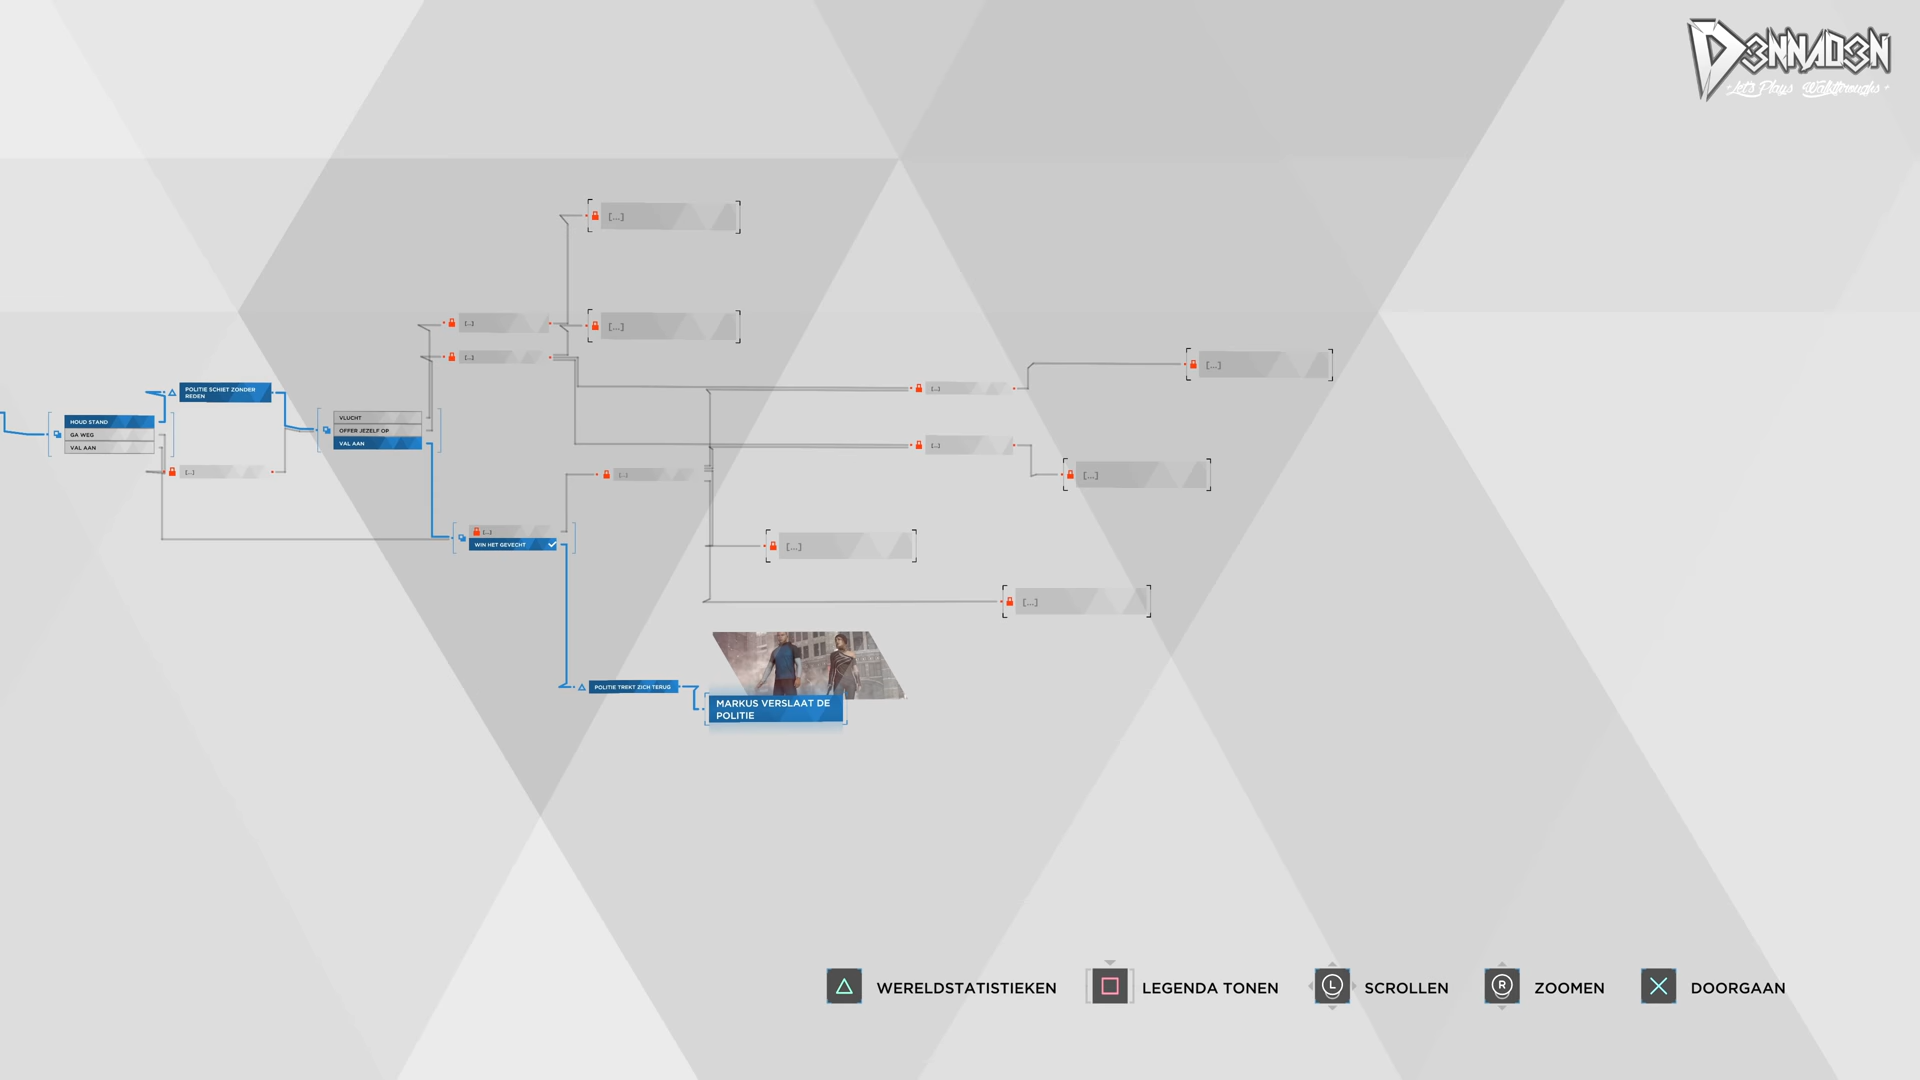 D3NNAD3N
Let's Plays Walkthroughs
[...]
[...]
[...]
[...]
[...]
[...]
POLITIE SCHIET ZONDER
REDEN
HOUD STAND
GA WEG
VAL AAN
VLUCHT
OFFER JEZELF OP
VAL AAN
[...]
[...]
[...]
[...]
[...]
WIN HET GEVECHT
[...]
[...]
POLITIE TREKT ZICH TERUG
MARKUS VERSLAAT DE
POLITIE
WERELDSTATISTIEKEN
LEGENDA TONEN
L
SCROLLEN
R
ZOOMEN
DOORGAAN